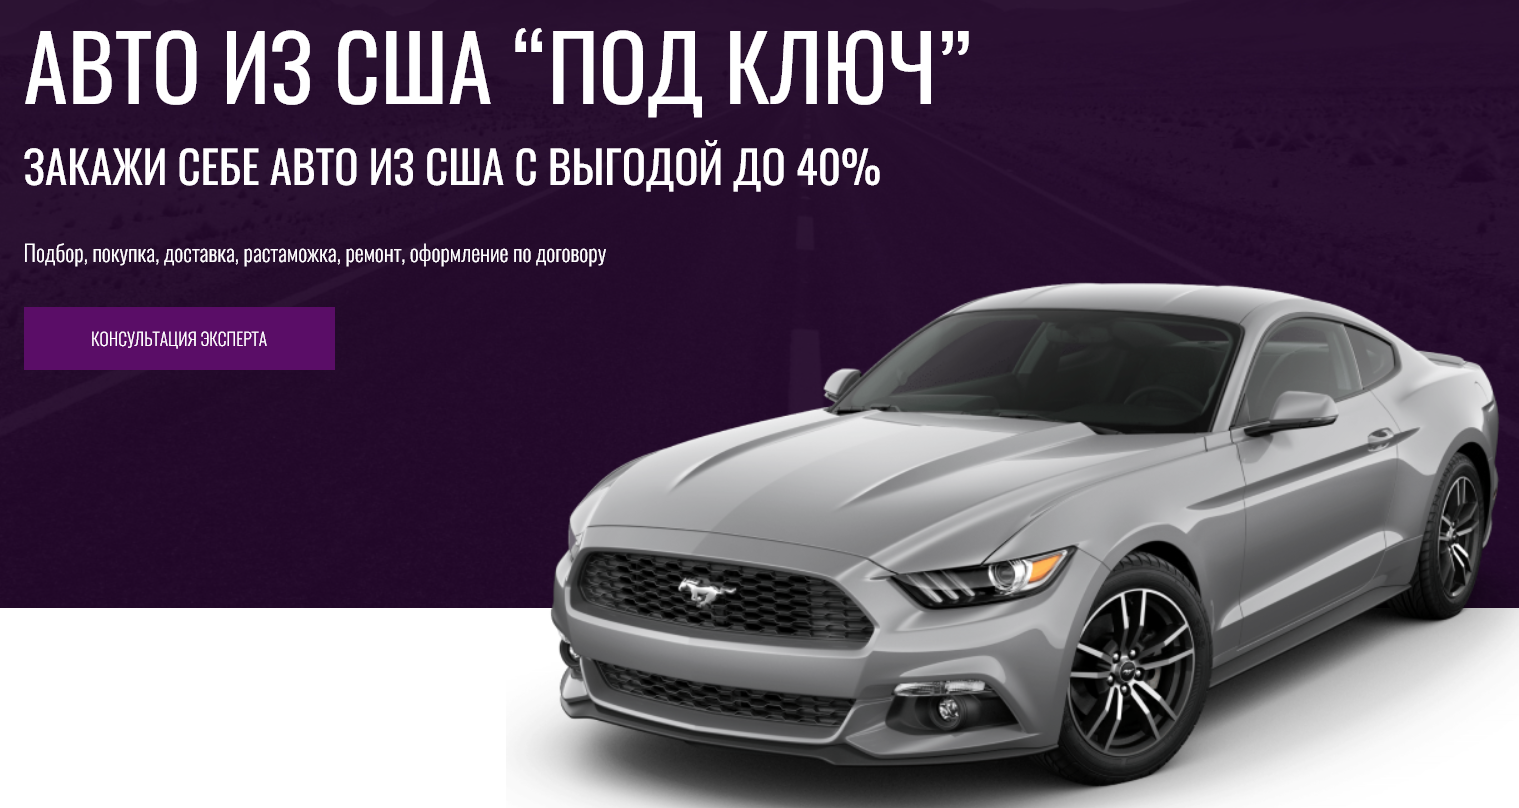 АВТО ИЗ США “ПОД КЛЮЧ”
ЗАКАЖИ СЕБЕ АВТО ИЗ США С ВЫГОДОЙ ДО 40%
Подбор, покупка, доставка, растаможка, ремонт, оформление по договору
КОНСУЛЬТАЦИЯ ЭКСПЕРТА